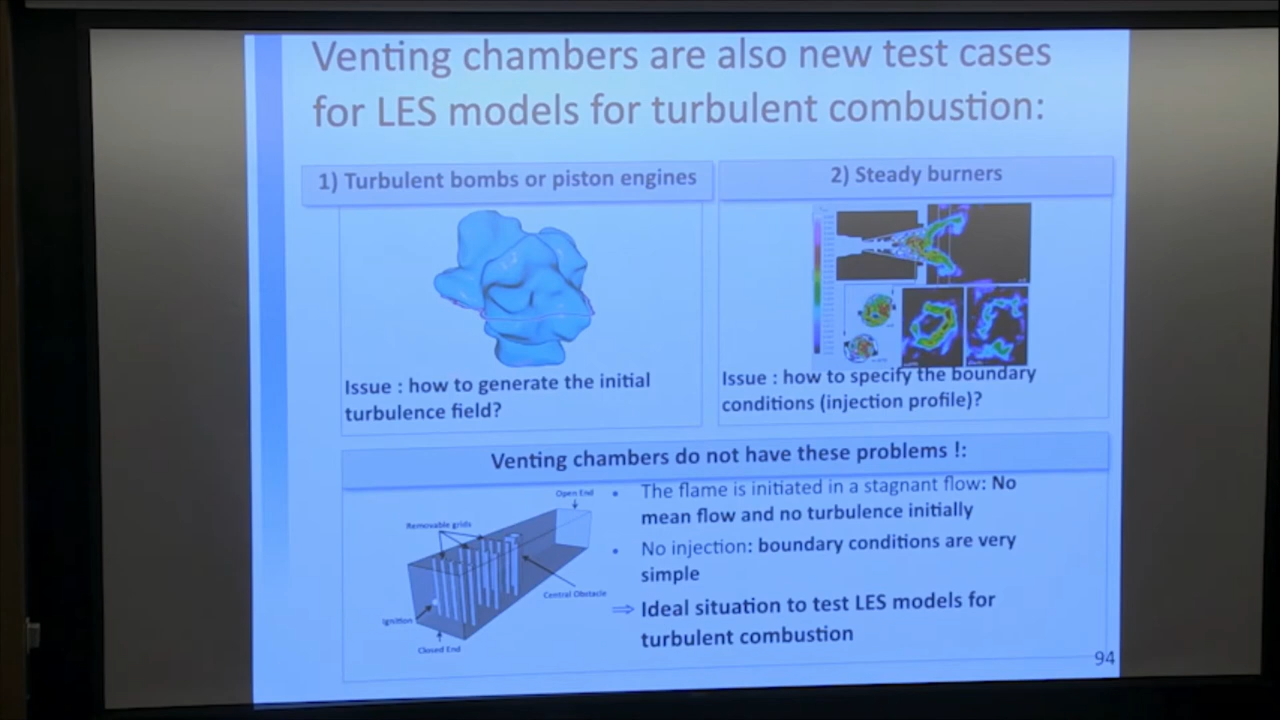 Venting chambers are also new test cases
for LES models for turbulent combustion:
1) Turbulent bombs or piston engines
2) Steady burners
Issue : how to generate the initial
turbulence field?
Issue : how to specify the boundary
conditions (injection profile)?
Venting chambers do not have these problems !:
Open End
Removable grids
Central Obstacle
Ignition
Closed End
• The flame is initiated in a stagnant flow: No
mean flow and no turbulence initially
• No injection: boundary conditions are very
simple
⇒ Ideal situation to test LES models for
turbulent combustion
94